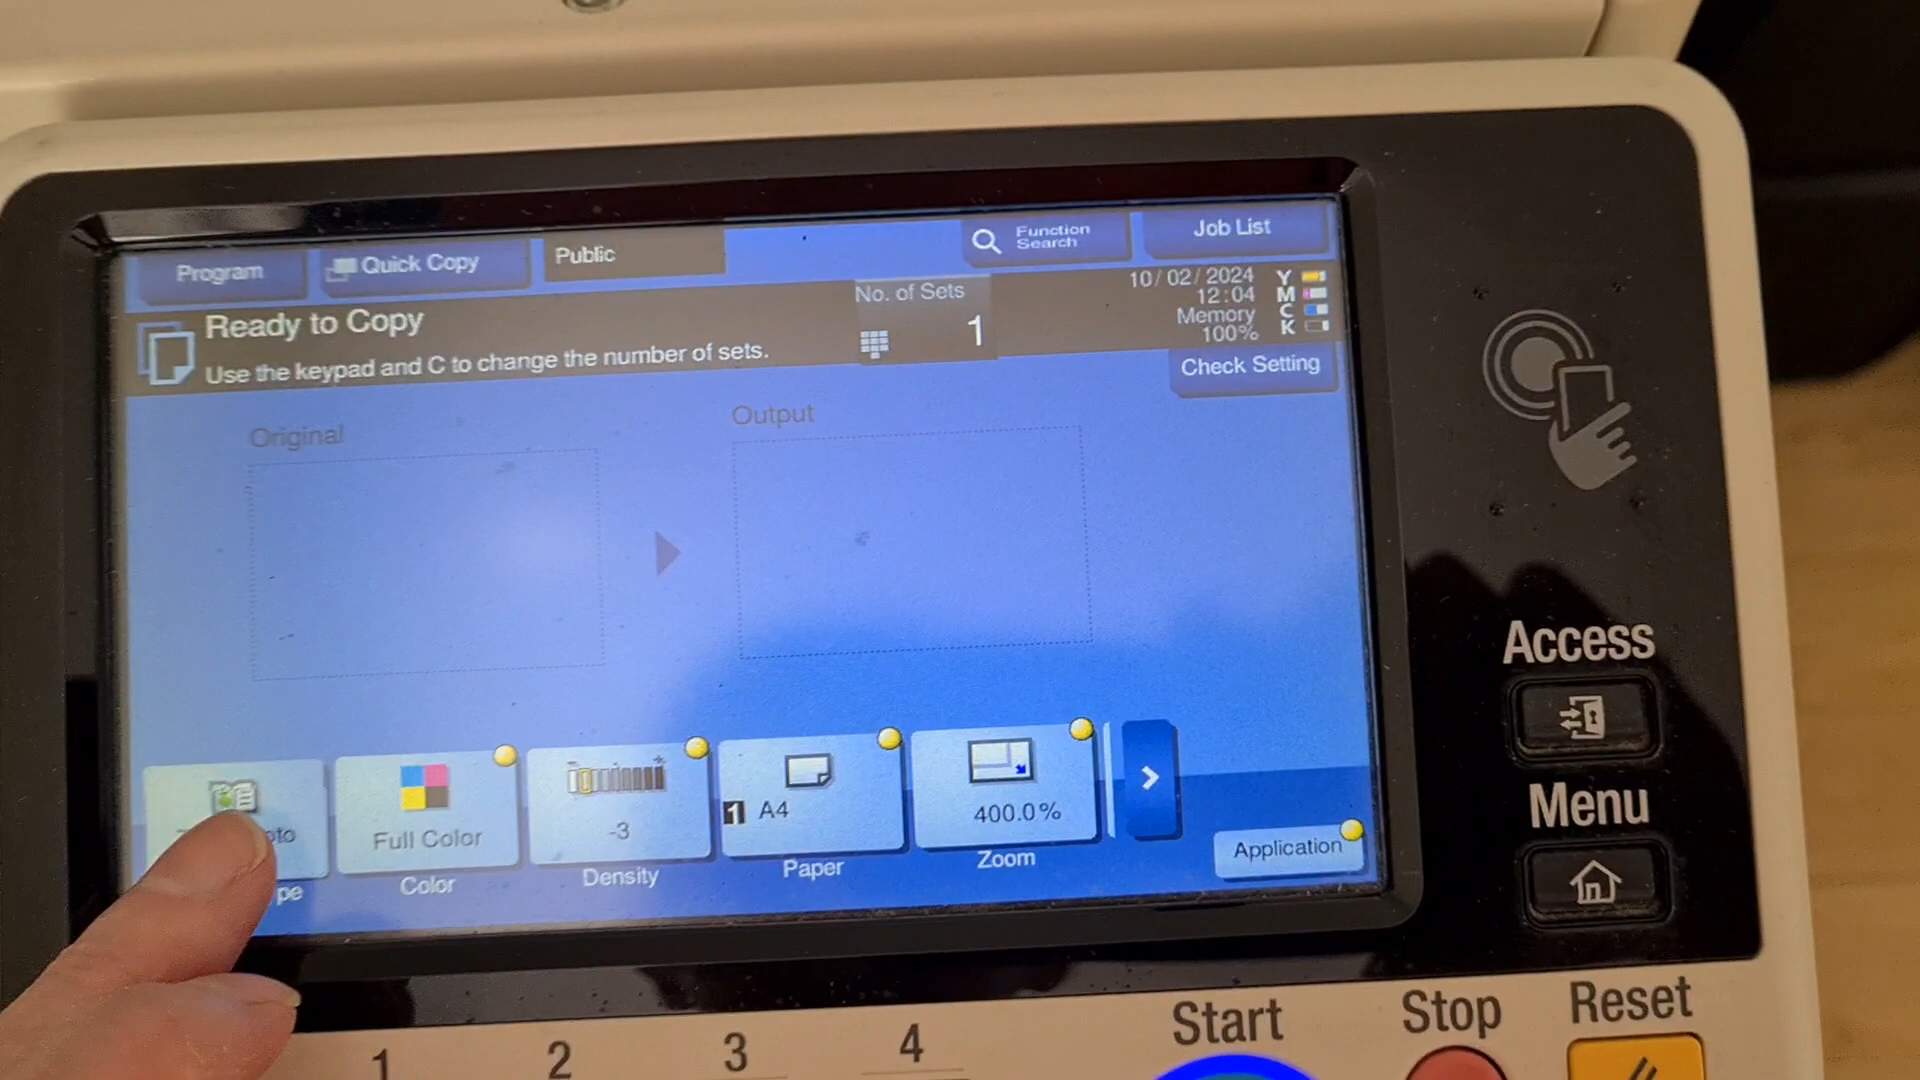 Program
Quick Copy
Public
Function
Search
Job List
Ready to Copy
Use the keypad and C to change the number of sets.
No. of Sets
1
10/02/2024
12:04
Memory
100%
Y
M
C
K
Check Setting
Original
Output
Full Color
Color
-3
Density
1 A4
Paper
400.0%
Zoom
Application
Access
Menu
Start
Stop
Reset
1
2
3
4